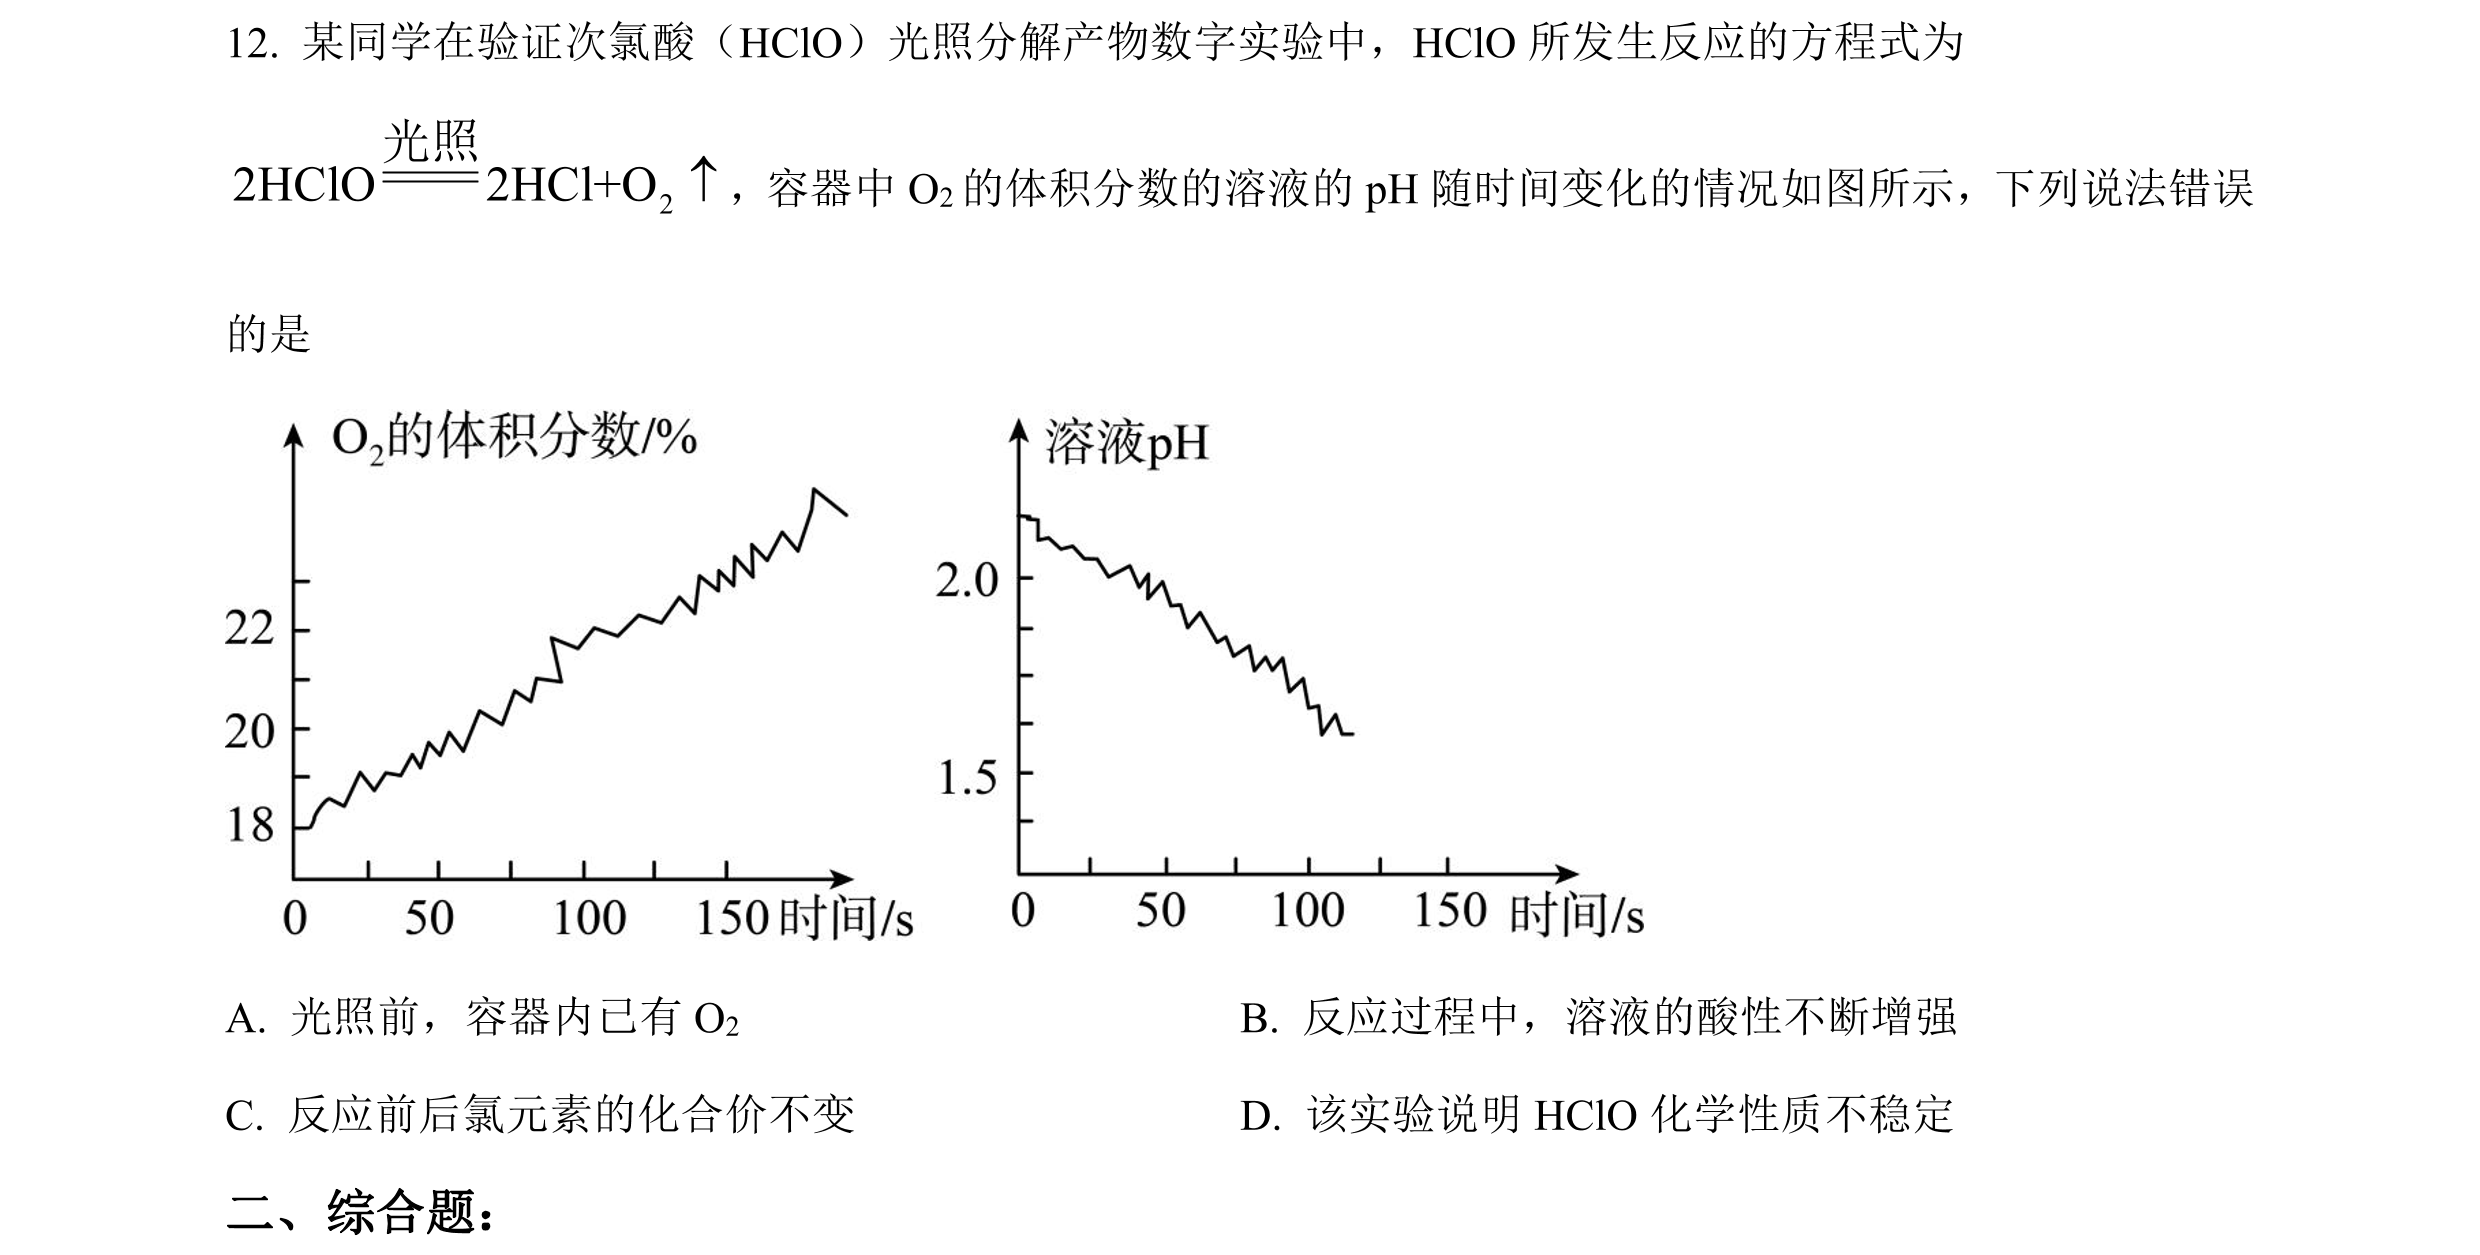 12. 某同学在验证次氯酸（HClO）光照分解产物数字实验中，HClO 所发生反应的方程式为
光照
2HClO══2HCl+O₂↑，容器中 O₂ 的体积分数的溶液的 pH 随时间变化的情况如图所示，下列说法错误
的是
O₂的体积分数/%
22
20
18
0 50 100 150 时间/s
溶液pH
2.0
1.5
0 50 100 150 时间/s
A. 光照前，容器内已有 O₂ B. 反应过程中，溶液的酸性不断增强
C. 反应前后氯元素的化合价不变 D. 该实验说明 HClO 化学性质不稳定
二、综合题：